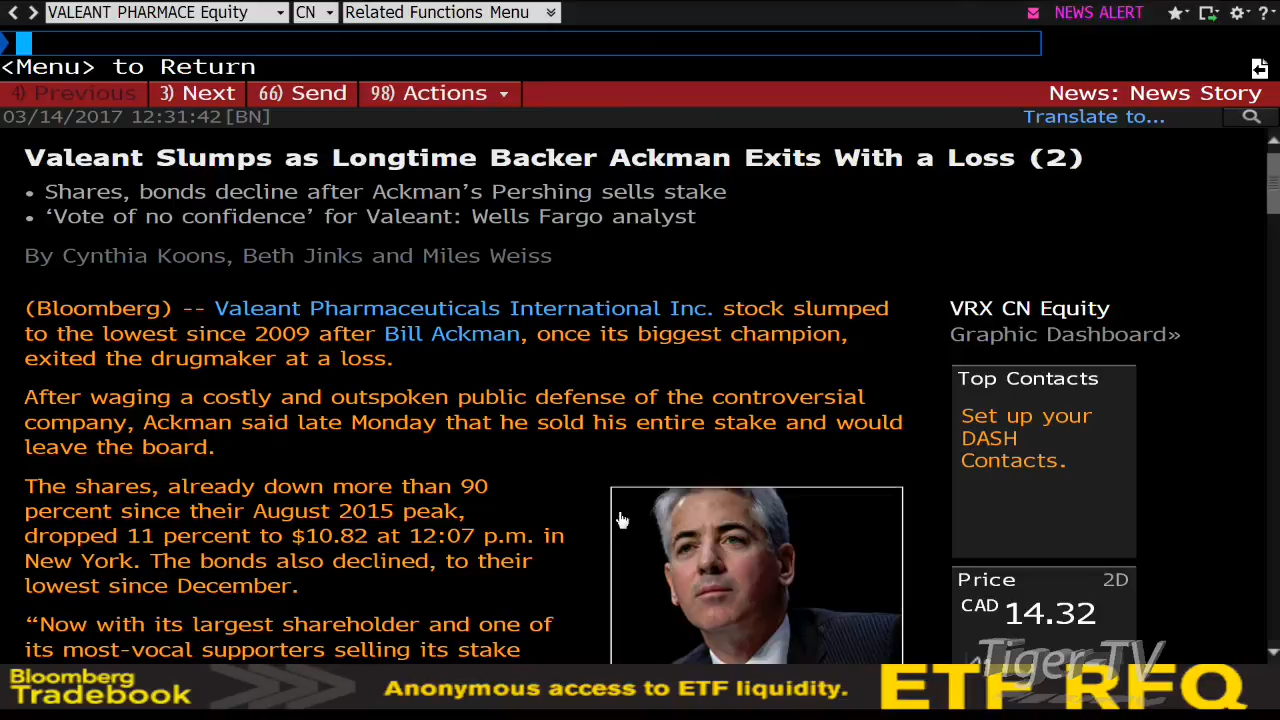 VALEANT PHARMACE Equity CN Related Functions Menu NEWS ALERT ?
<Menu> to Return
4) Previous 3) Next 66) Send 98) Actions News: News Story
03/14/2017 12:31:42[BN] Translate to...
Valeant Slumps as Longtime Backer Ackman Exits With a Loss (2)
• Shares, bonds decline after Ackman’s Pershing sells stake
• ‘Vote of no confidence’ for Valeant: Wells Fargo analyst
By Cynthia Koons, Beth Jinks and Miles Weiss
(Bloomberg) -- Valeant Pharmaceuticals International Inc. stock slumped
to the lowest since 2009 after Bill Ackman, once its biggest champion,
exited the drugmaker at a loss.
After waging a costly and outspoken public defense of the controversial
company, Ackman said late Monday that he sold his entire stake and would
leave the board.
The shares, already down more than 90
percent since their August 2015 peak,
dropped 11 percent to $10.82 at 12:07 p.m. in
New York. The bonds also declined, to their
lowest since December.
“Now with its largest shareholder and one of
its most-vocal supporters selling its stake
VRX CN Equity
Graphic Dashboard»
Top Contacts
Set up your
DASH
Contacts.
Price 2D
CAD 14.32
Tiger TV
Bloomberg
Tradebook
Anonymous access to ETF liquidity.
ETF RFQ